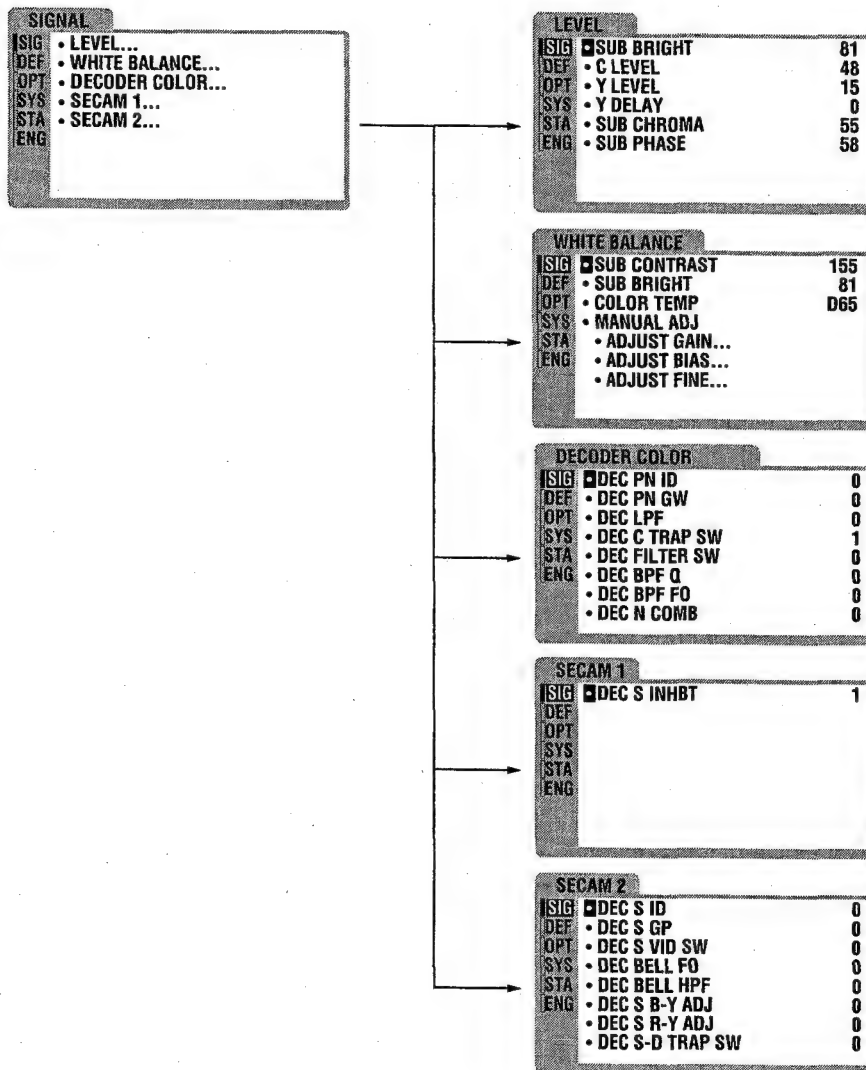 SIGNAL
SIG • LEVEL...
DEF • WHITE BALANCE...
OPT • DECODER COLOR...
SYS • SECAM 1...
STA • SECAM 2...
ENG
LEVEL
SIG • SUB BRIGHT 81
DEF • C LEVEL 48
OPT • Y LEVEL 15
SYS • Y DELAY 0
STA • SUB CHROMA 55
ENG • SUB PHASE 58
WHITE BALANCE
SIG • SUB CONTRAST 155
DEF • SUB BRIGHT 81
OPT • COLOR TEMP D65
SYS • MANUAL ADJ
STA • ADJUST GAIN...
ENG • ADJUST BIAS...
• ADJUST FINE...
DECODER COLOR
SIG • DEC PN ID 0
DEF • DEC PN GW 0
OPT • DEC LPF 0
SYS • DEC C TRAP SW 1
STA • DEC FILTER SW 0
ENG • DEC BPF Q 0
• DEC BPF FO 0
• DEC N COMB 0
SECAM 1
SIG • DEC S INHBT 1
DEF
OPT
SYS
STA
ENG
SECAM 2
SIG • DEC S ID 0
DEF • DEC S GP 0
OPT • DEC S VID SW 0
SYS • DEC BELL FO 0
STA • DEC BELL HPF 0
ENG • DEC S B-Y ADJ 0
• DEC S R-Y ADJ 0
• DEC S-D TRAP SW 0